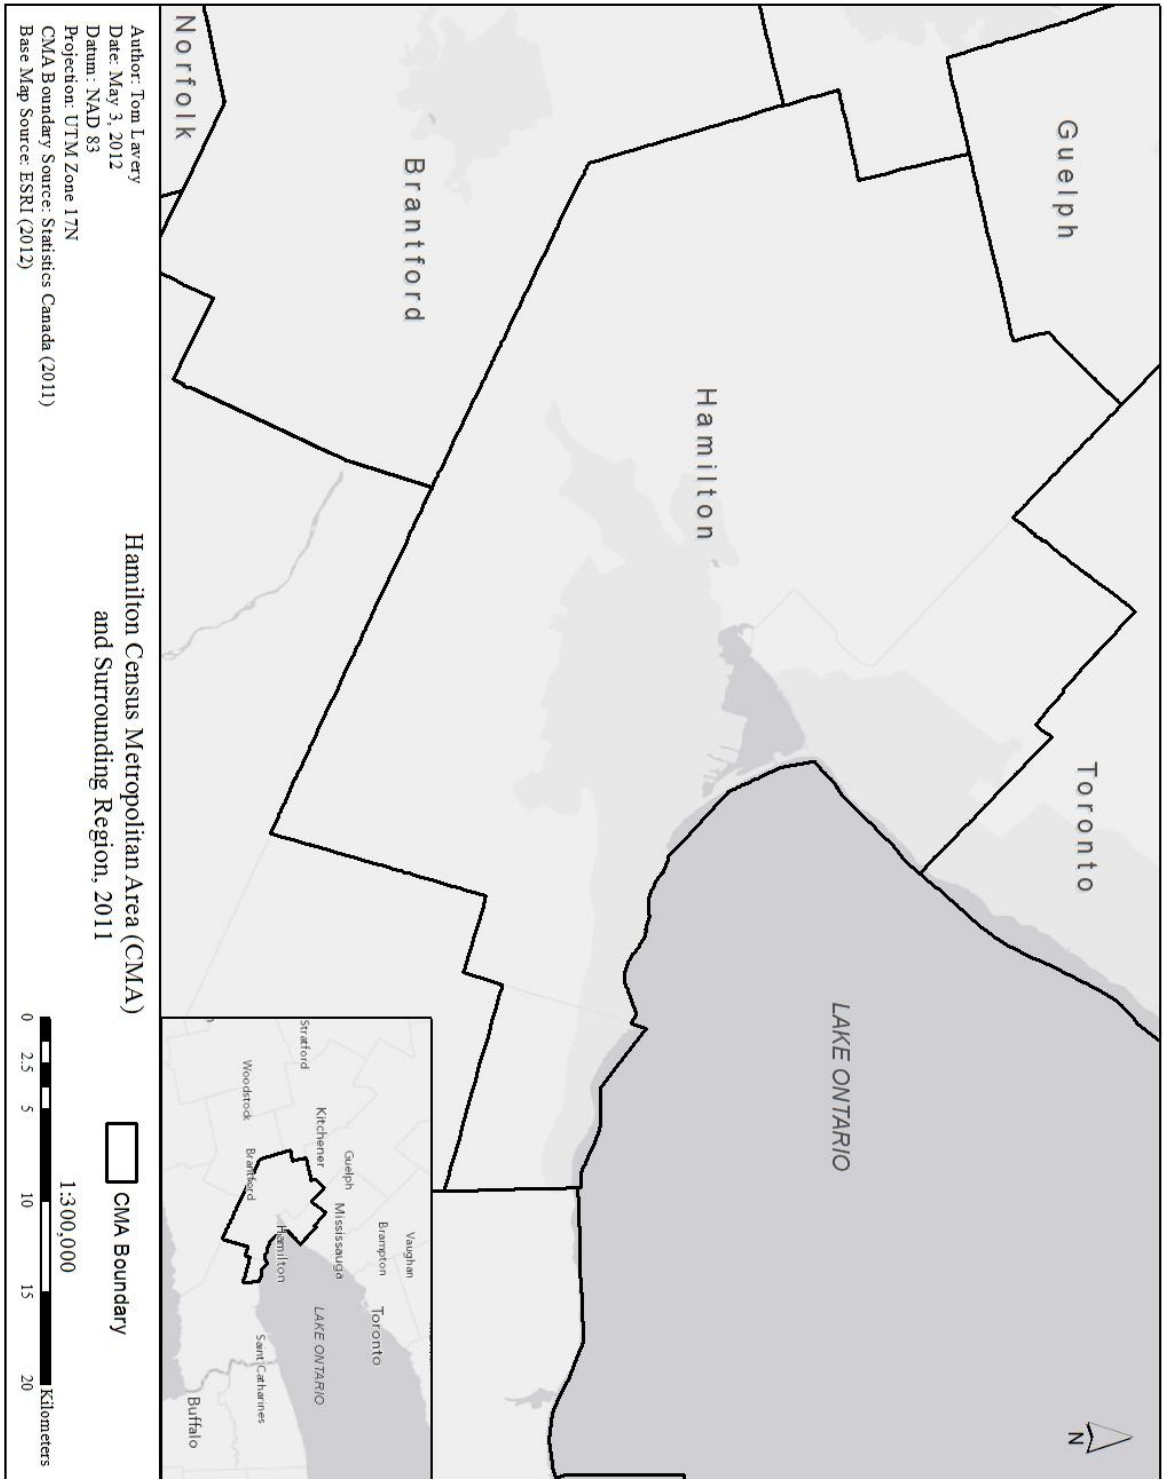 Guelph
Toronto
Hamilton
LAKE ONTARIO
Brantford
Norfolk
N
Vaughan
Brampton
Toronto
Guelph
Mississauga
Kitchener
Stratford
LAKE ONTARIO
Hamilton
Woodstock
Brantford
Saint Catharines
Buffalo
Author: Tom Lavery
Date: May 3, 2012
Datum: NAD 83
Projection: UTM Zone 17N
CMA Boundary Source: Statistics Canada (2011)
Base Map Source: ESRI (2012)
Hamilton Census Metropolitan Area (CMA)
and Surrounding Region, 2011
CMA Boundary
1:300,000
0 2.5 5 10 15 20
Kilometers